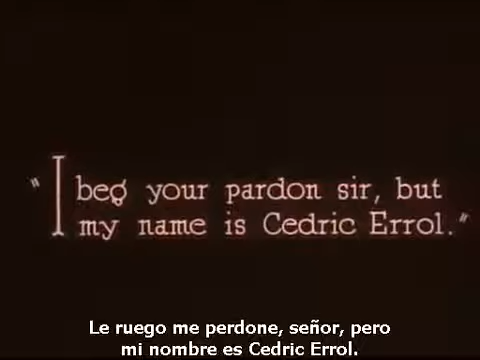 "I beg your pardon sir, but
my name is Cedric Errol."
Le ruego me perdone, señor, pero
mi nombre es Cedric Errol.